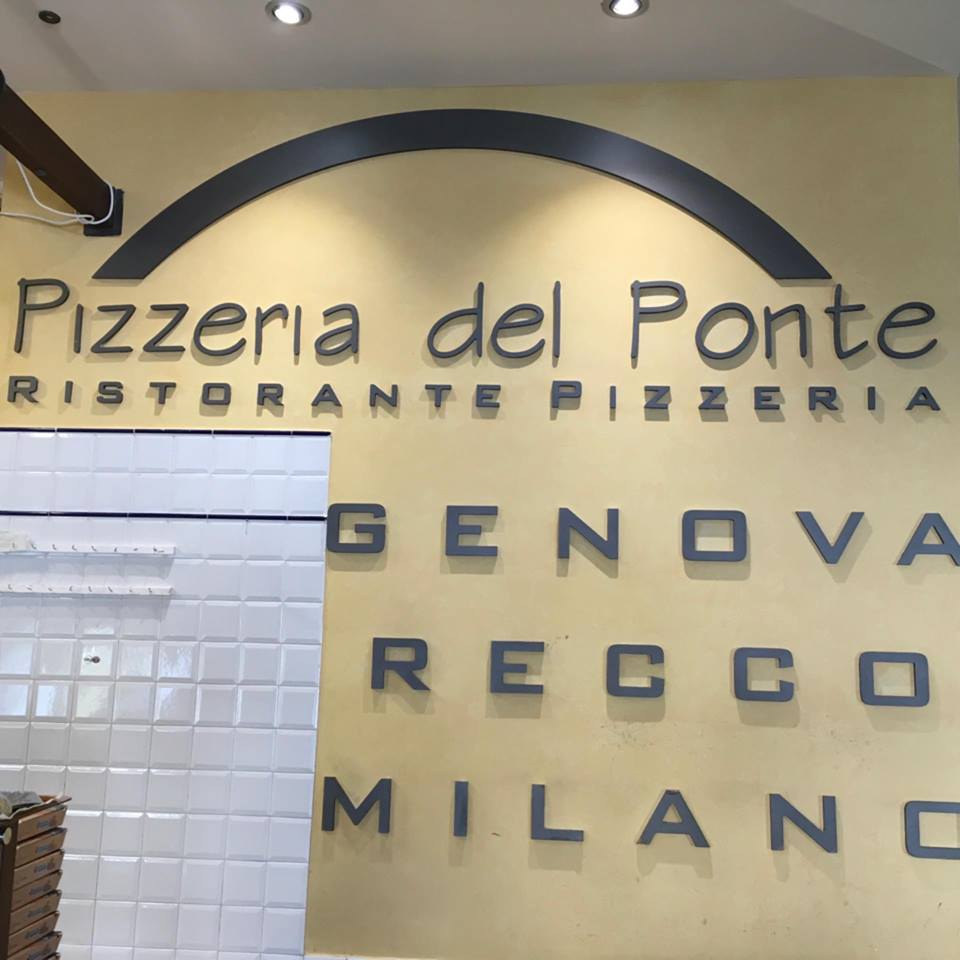 Pizzeria del Ponte
RISTORANTE PIZZERIA
GENOVA
RECCO
MILANO